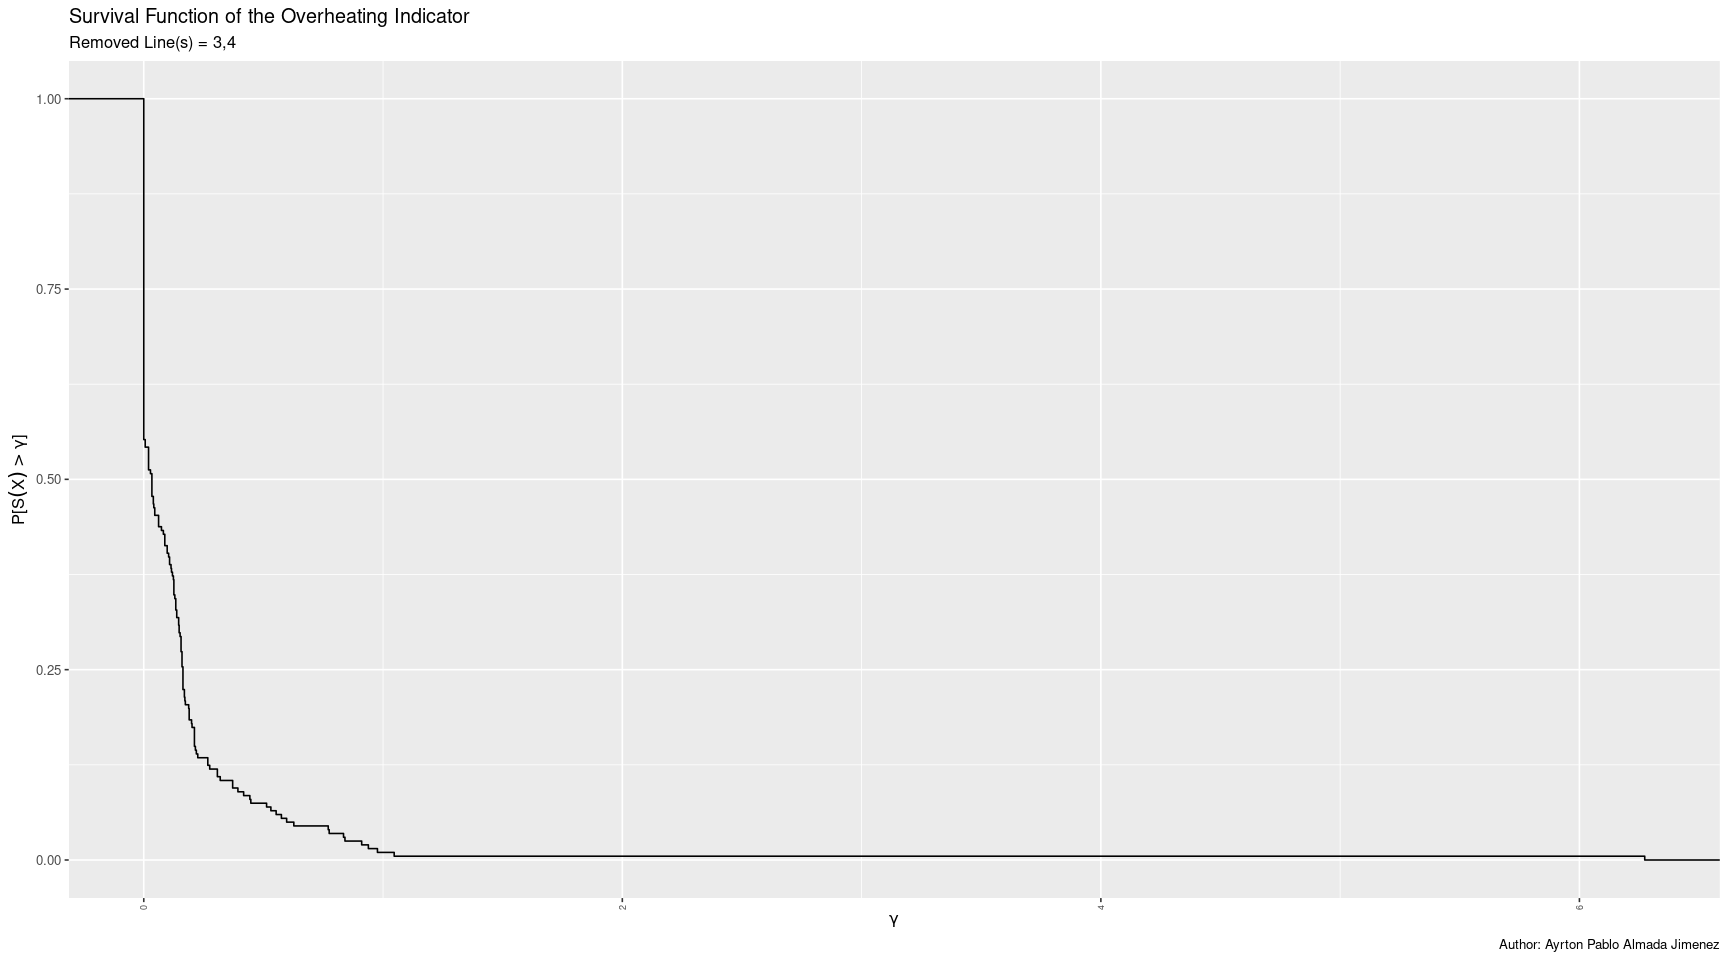 Survival Function of the Overheating Indicator
Removed Line(s) = 3,4
P[S(x) > γ]
1.00
0.75
0.50
0.25
0.00
0
2
4
6
γ
Author: Ayrton Pablo Almada Jimenez